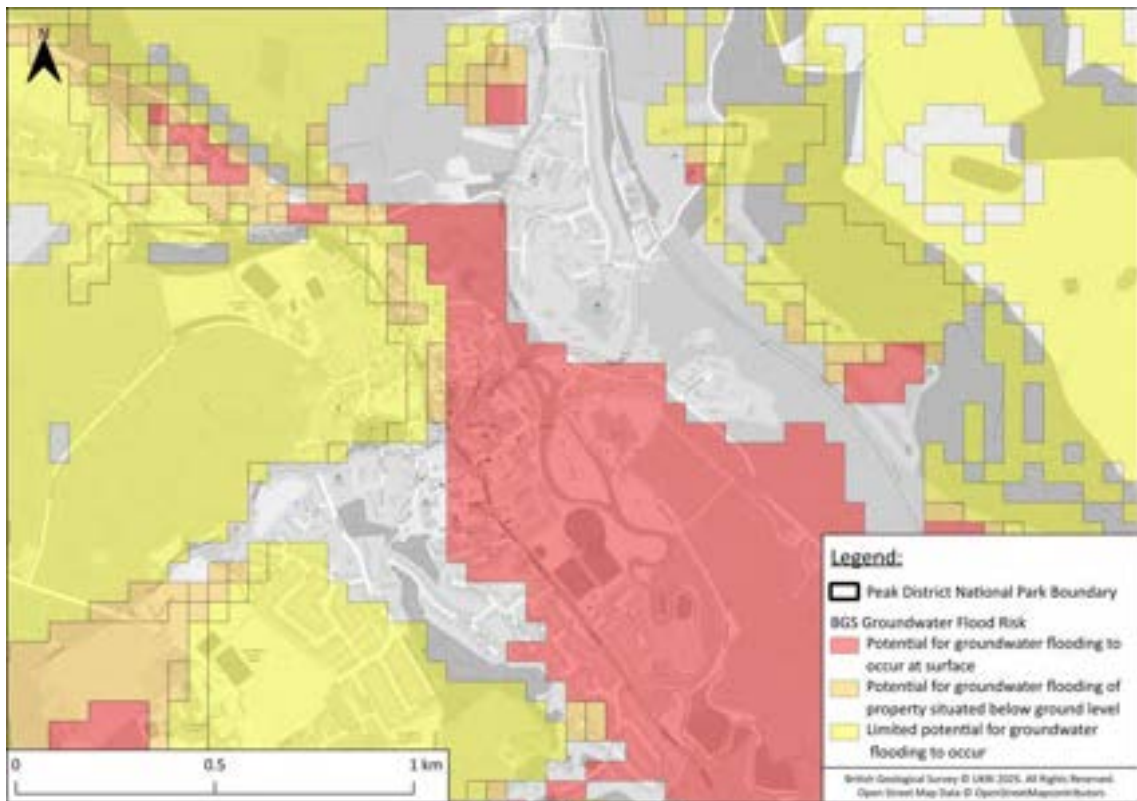 N
Legend:
Peak District National Park Boundary
BGS Groundwater Flood Risk
Potential for groundwater flooding to
occur at surface
Potential for groundwater flooding of
property situated below ground level
Limited potential for groundwater
flooding to occur
0 0.5 1 km
British Geological Survey © UKRI 2025. All Rights Reserved.
Open Street Map Data © OpenStreetMapcontributors